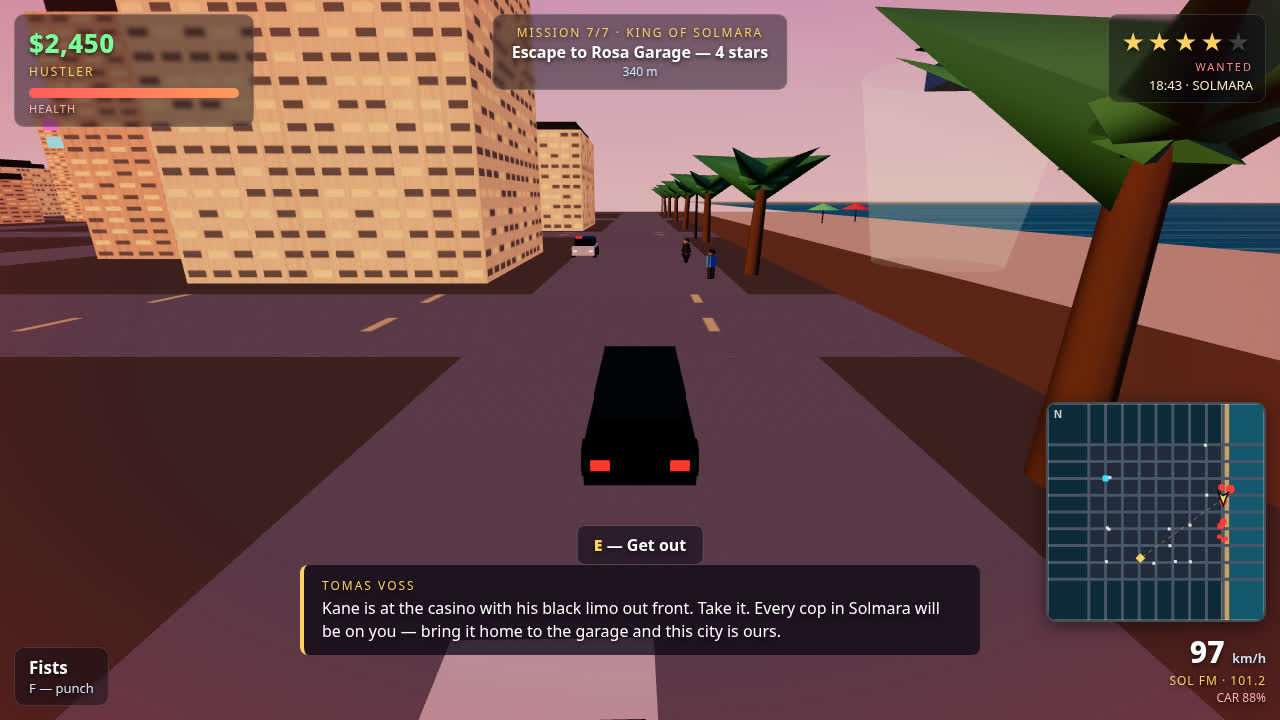 $2,450
HUSTLER
HEALTH
MISSION 7/7 · KING OF SOLMARA
Escape to Rosa Garage — 4 stars
340 m
★★★★★
WANTED
18:43 · SOLMARA
N
E — Get out
TOMAS VOSS
Kane is at the casino with his black limo out front. Take it. Every cop in Solmara will
be on you — bring it home to the garage and this city is ours.
Fists
F — punch
97 km/h
SOL FM · 101.2
CAR 88%